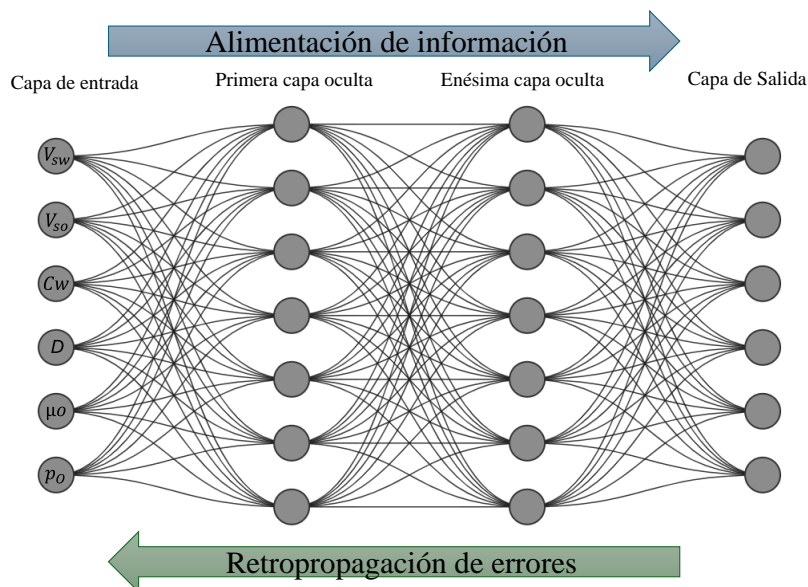 Alimentación de información
Capa de entrada
Primera capa oculta
Enésima capa oculta
Capa de Salida
V_sw
V_so
Cw
D
μo
p_O
Retropropagación de errores